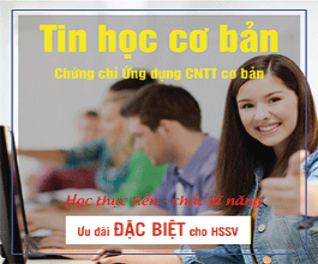 Tin học cơ bản
Chứng chỉ Ứng dụng CNTT cơ bản
Học thực tiễn - chắc kĩ năng
Ưu đãi ĐẶC BIỆT cho HSSV